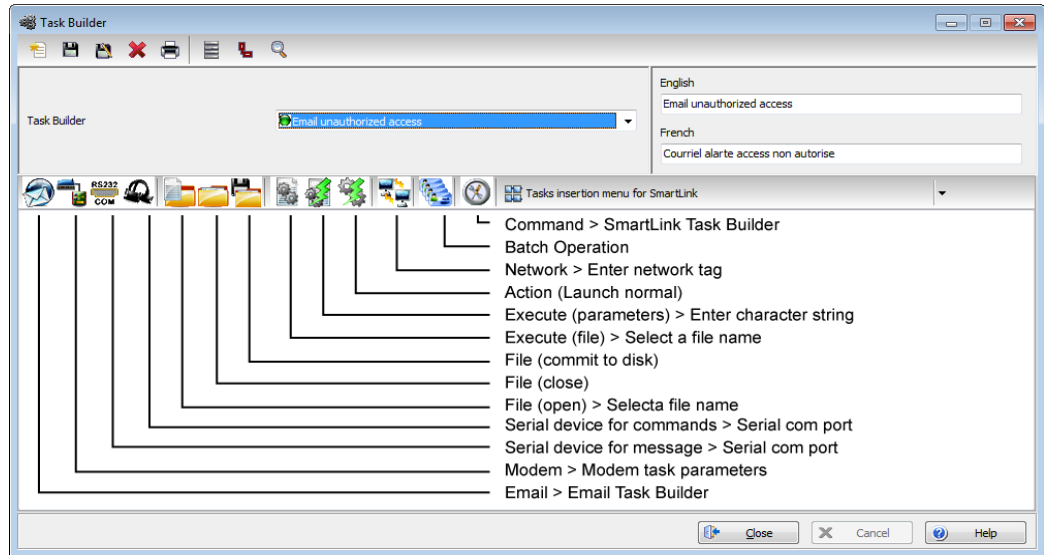 Task Builder
English
Email unauthorized access
Task Builder
Email unauthorized access
French
Courriel alarte access non autorise
RS232
COM
Tasks insertion menu for SmartLink
Command > SmartLink Task Builder
Batch Operation
Network > Enter network tag
Action (Launch normal)
Execute (parameters) > Enter character string
Execute (file) > Select a file name
File (commit to disk)
File (close)
File (open) > Selecta file name
Serial device for commands > Serial com port
Serial device for message > Serial com port
Modem > Modem task parameters
Email > Email Task Builder
Close
Cancel
Help